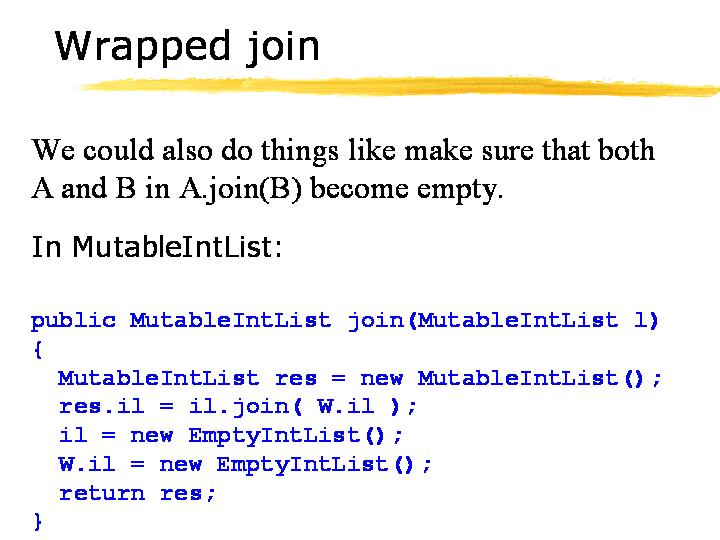 Wrapped join
We could also do things like make sure that both
A and B in A.join(B) become empty.
In MutableIntList:
public MutableIntList join(MutableIntList l)
{
  MutableIntList res = new MutableIntList();
  res.il = il.join( W.il );
  il = new EmptyIntList();
  W.il = new EmptyIntList();
  return res;
}